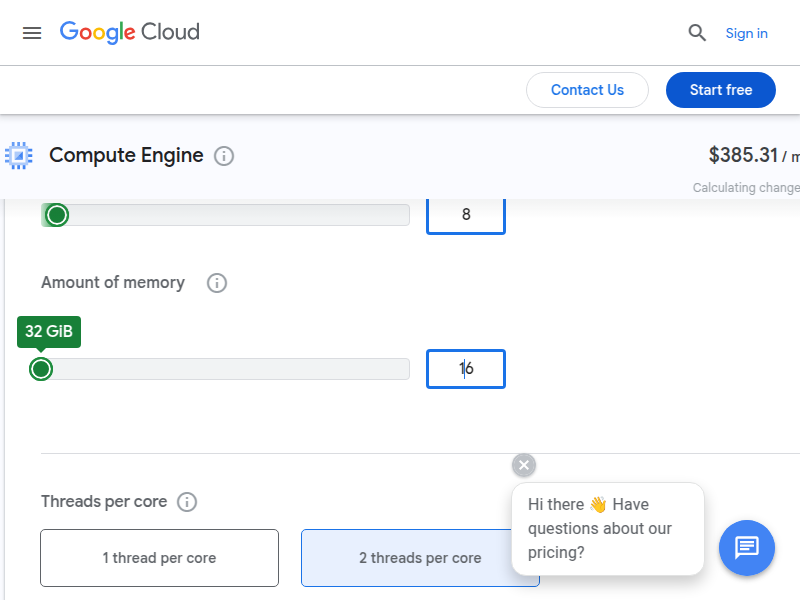 Google Cloud
Sign in
Contact Us
Start free
Compute Engine
$385.31 / m
Calculating change
8
Amount of memory
32 GiB
16
Threads per core
1 thread per core
2 threads per core
Hi there 👋 Have
questions about our
pricing?